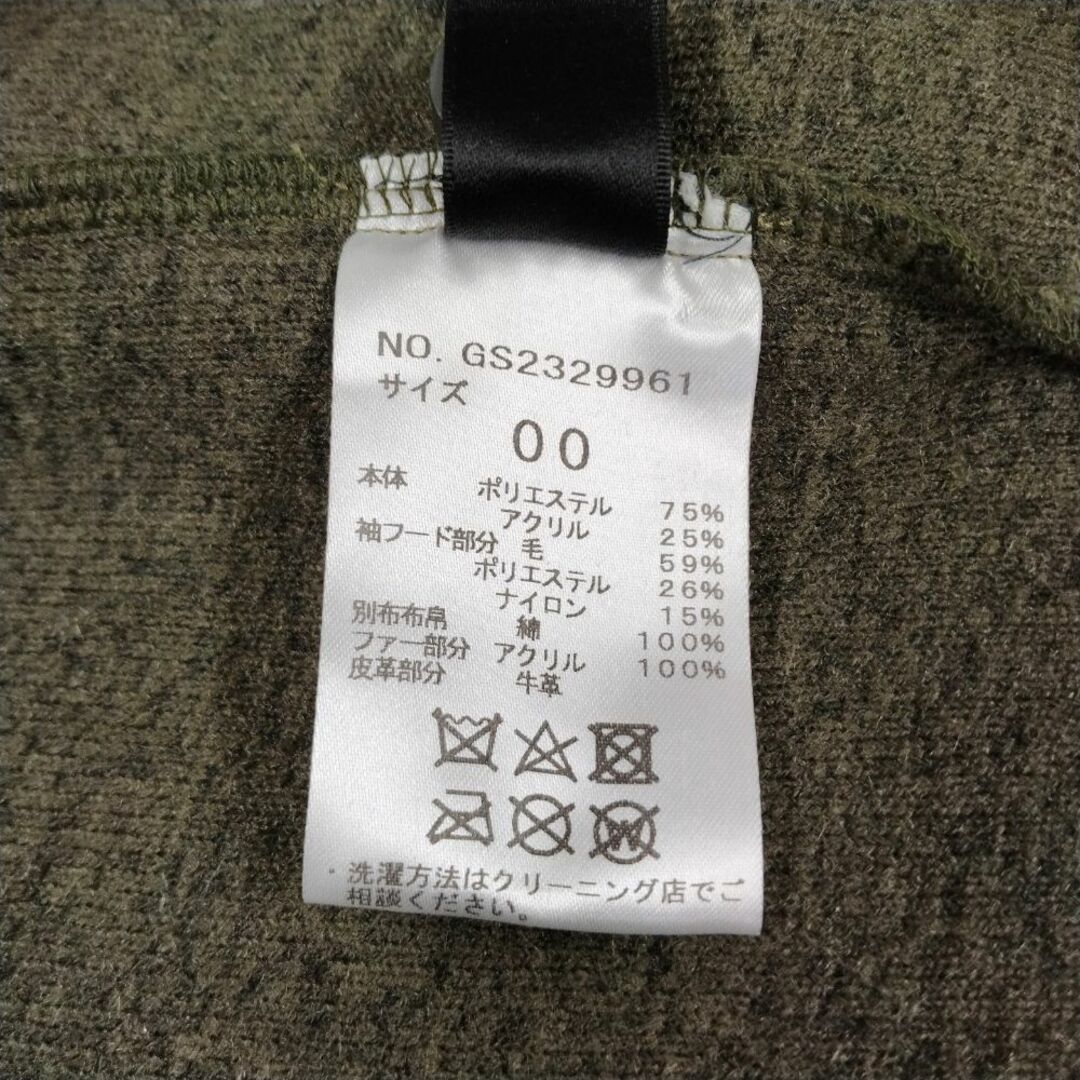 NO. GS2329961
サイズ
00
本体 ポリエステル 75%
アクリル 25%
袖フード部分 毛 59%
ポリエステル 26%
ナイロン 15%
別布布帛 綿 100%
ファー部分 アクリル 100%
皮革部分 牛革
W
・洗濯方法はクリーニング店でご
相談ください。